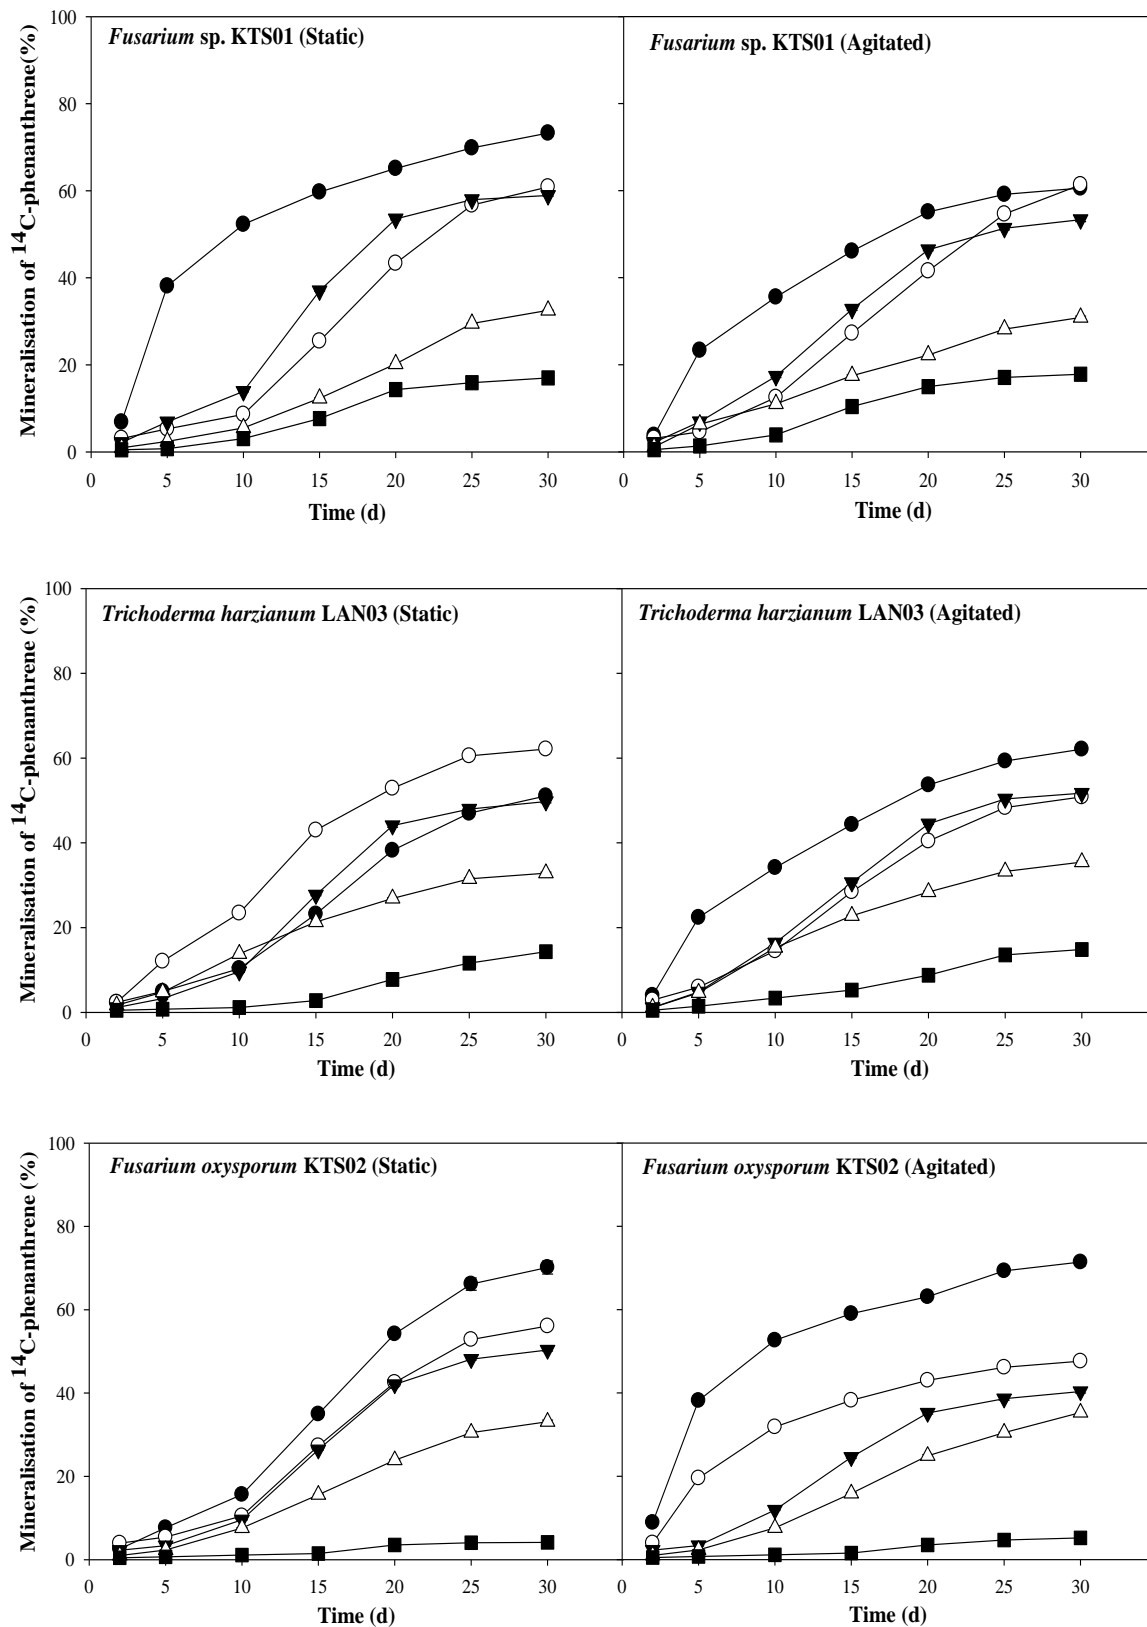 Fusarium sp. KTS01 (Static)
Fusarium sp. KTS01 (Agitated)
Mineralisation of 14C-phenanthrene(%)
100
80
60
40
20
0
0 5 10 15 20 25 30
0 5 10 15 20 25 30
Time (d)
Time (d)
Trichoderma harzianum LAN03 (Static)
Trichoderma harzianum LAN03 (Agitated)
Mineralisation of 14C-phenanthrene (%)
100
80
60
40
20
0
0 5 10 15 20 25 30
0 5 10 15 20 25 30
Time (d)
Time (d)
Fusarium oxysporum KTS02 (Static)
Fusarium oxysporum KTS02 (Agitated)
Mineralisation of 14C-phenanthrene (%)
100
80
60
40
20
0
0 5 10 15 20 25 30
0 5 10 15 20 25 30
Time (d)
Time (d)